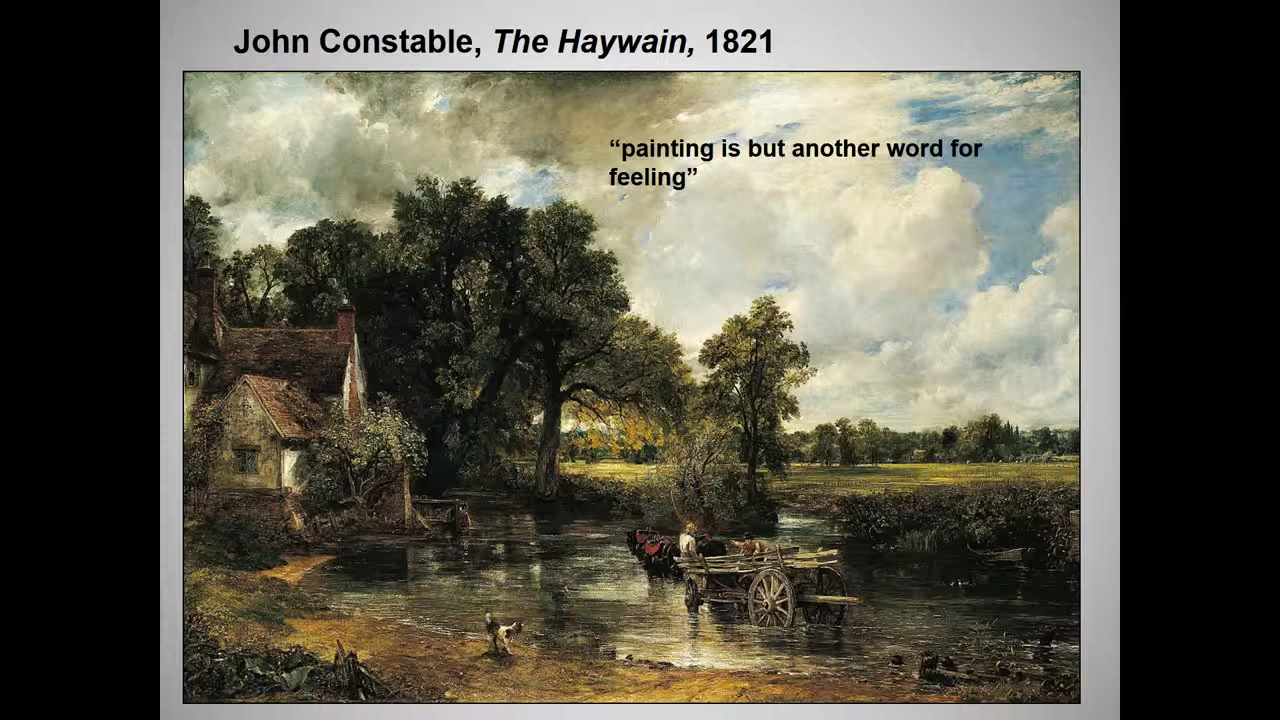 John Constable, The Haywain, 1821
“painting is but another word for
feeling”